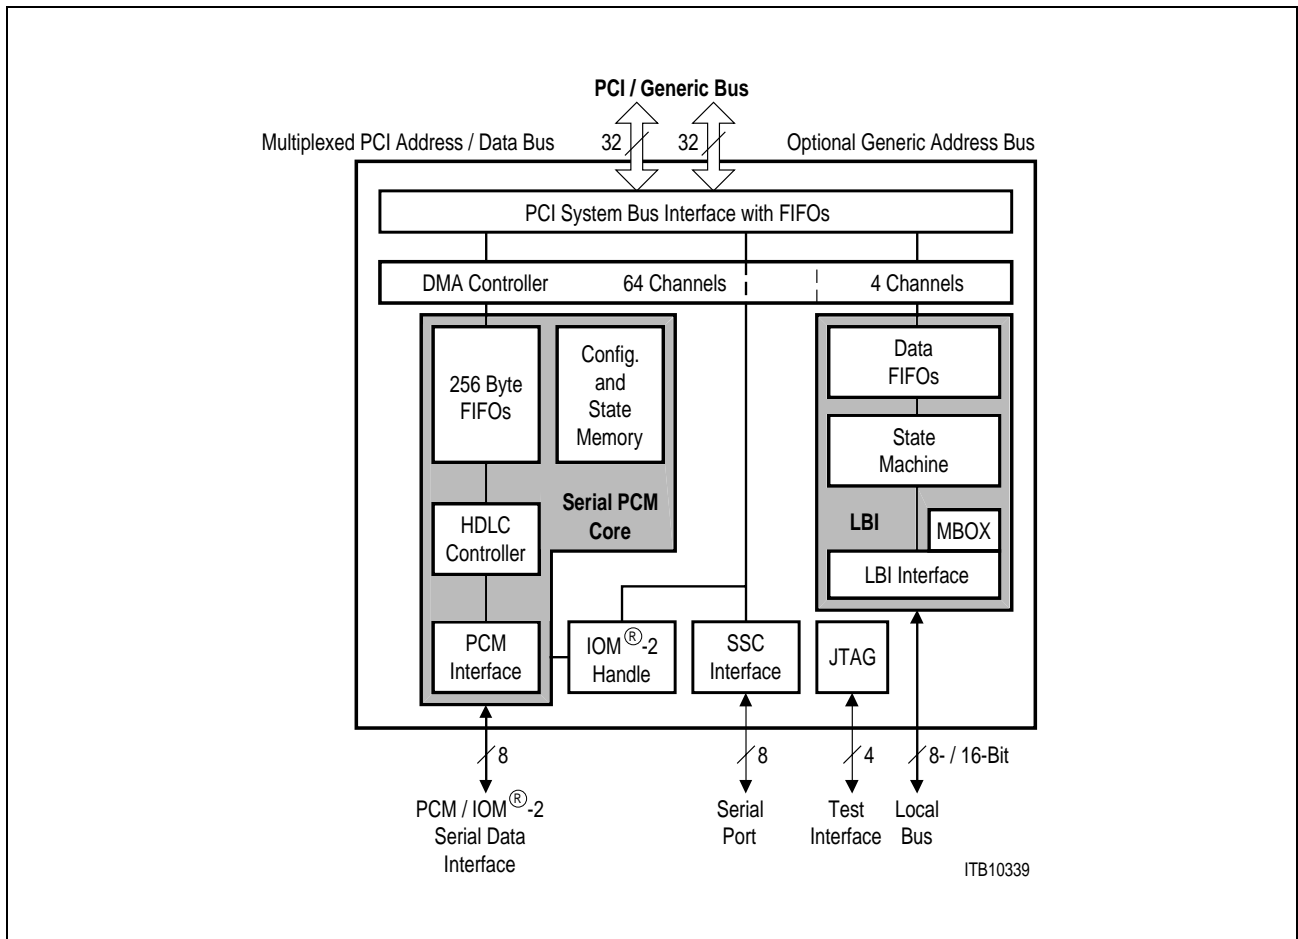 PCI / Generic Bus
Multiplexed PCI Address / Data Bus
32
32
Optional Generic Address Bus
PCI System Bus Interface with FIFOs
DMA Controller
64 Channels
4 Channels
256 Byte
FIFOs
Config.
and
State
Memory
Data
FIFOs
State
Machine
Serial PCM
Core
HDLC
Controller
LBI
MBOX
LBI Interface
PCM
Interface
IOM®-2
Handle
SSC
Interface
JTAG
8
8
4
8- / 16-Bit
PCM / IOM®-2
Serial Data
Interface
Serial
Port
Test
Interface
Local
Bus
ITB10339